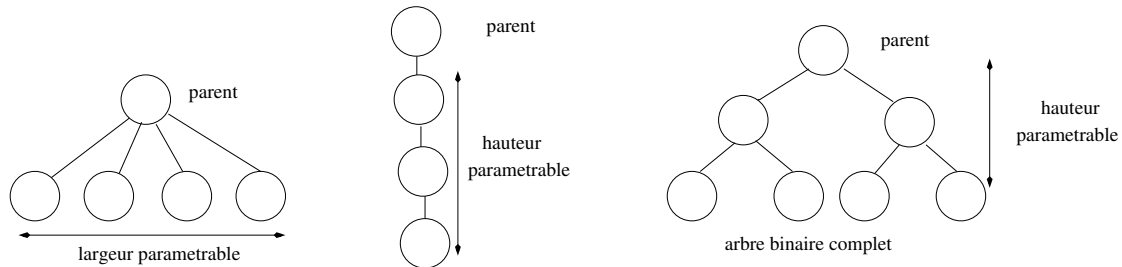 parent
largeur parametrable
parent
hauteur
parametrable
parent
hauteur
parametrable
arbre binaire complet